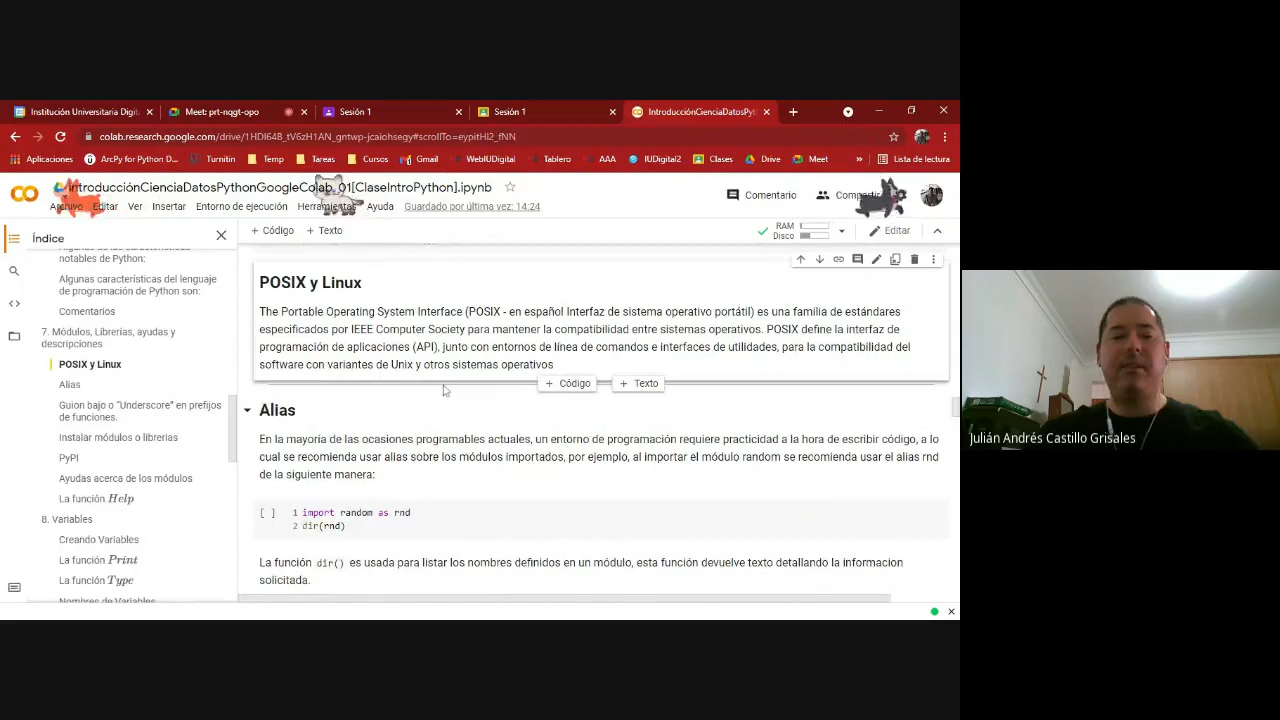 Institución Universitaria Digit
Meet: prt-nqgt-opo
Sesión 1
Sesión 1
IntroducciónCienciaDatosPyt
colab.research.google.com/drive/1HDI64B_tV6zH1AN_gntwp-jcaiohsegy#scrollTo=eypitHl2_fNN
Aplicaciones
ArcPy for Python D...
Turnitin
Temp
Tareas
Cursos
Gmail
WebIUDigital
Tablero
AAA
IUDigital2
Clases
Drive
Meet
»
Lista de lectura
IntroducciónCienciaDatosPythonGoogleColab_01[ClaseIntroPython].ipynb
Comentario
Compartir
Archivo Editar Ver Insertar Entorno de ejecución Herramientas Ayuda Guardado por última vez: 14:24
+ Código + Texto
RAM
Disco
Editar
Índice
notables de Python:
Algunas características del lenguaje
de programación de Python son:
Comentarios
7. Módulos, Librerías, ayudas y
descripciones
POSIX y Linux
Alias
Guion bajo o “Underscore” en prefijos
de funciones.
Instalar módulos o librerias
PyPI
Ayudas acerca de los módulos
La función Help
8. Variables
Creando Variables
La función Print
La función Type
Nombres de Variables
POSIX y Linux
The Portable Operating System Interface (POSIX - en español Interfaz de sistema operativo portátil) es una familia de estándares
especificados por IEEE Computer Society para mantener la compatibilidad entre sistemas operativos. POSIX define la interfaz de
programación de aplicaciones (API), junto con entornos de línea de comandos e interfaces de utilidades, para la compatibilidad del
software con variantes de Unix y otros sistemas operativos
+ Código + Texto
Alias
En la mayoría de las ocasiones programables actuales, un entorno de programación requiere practicidad a la hora de escribir código, a lo
cual se recomienda usar alias sobre los módulos importados, por ejemplo, al importar el módulo random se recomienda usar el alias rnd
de la siguiente manera:
[ ] 1 import random as rnd
2 dir(rnd)
La función dir() es usada para listar los nombres definidos en un módulo, esta función devuelve texto detallando la informacion
solicitada.
Julián Andrés Castillo Grisales